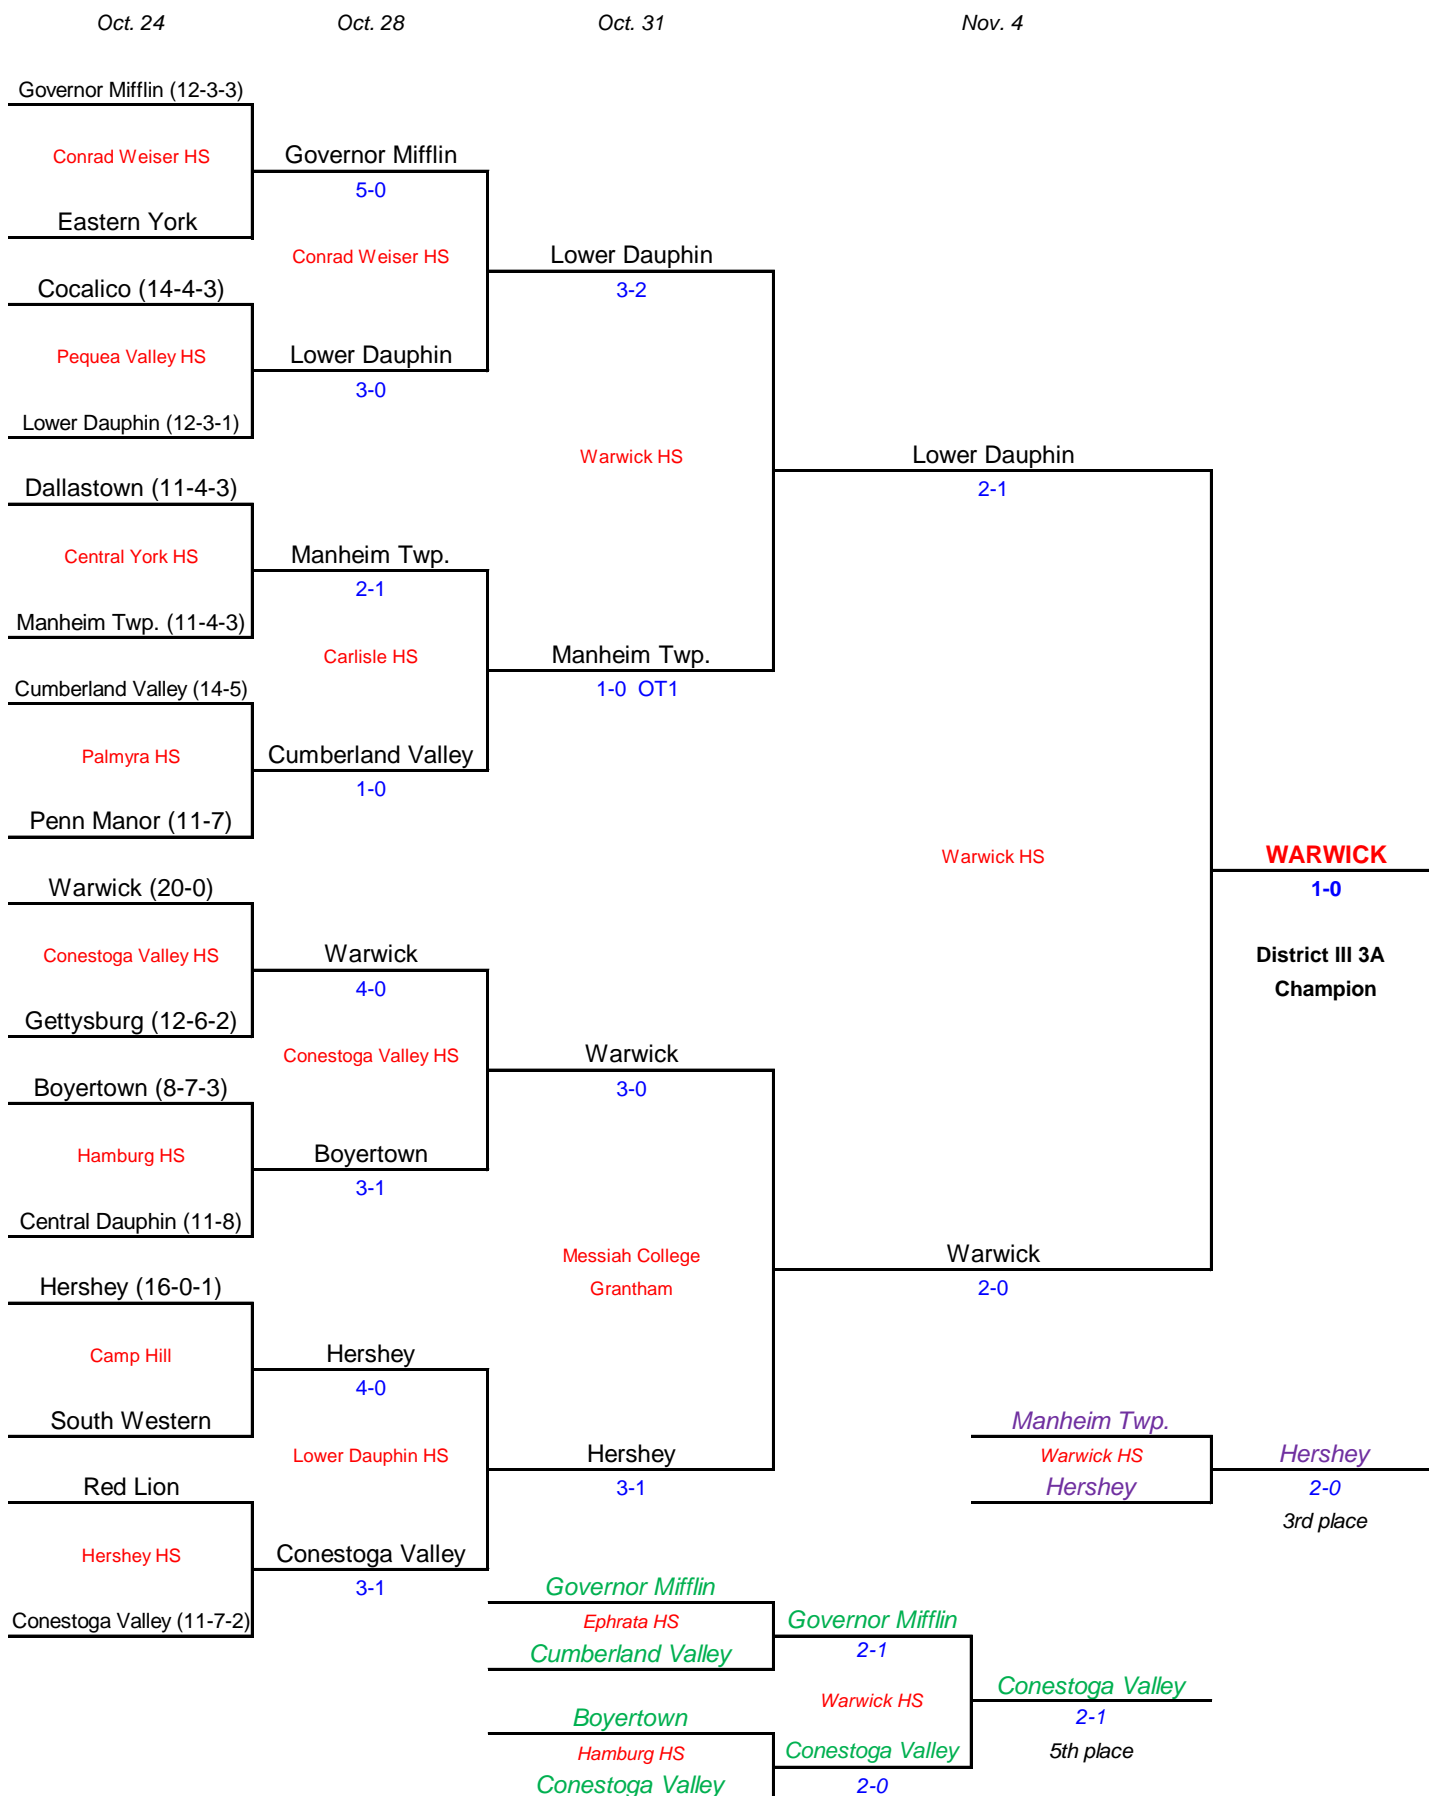 Oct. 24
Oct. 28
Oct. 31
Nov. 4
Governor Mifflin (12-3-3)
Conrad Weiser HS
Governor Mifflin
5-0
Eastern York
Conrad Weiser HS
Lower Dauphin
3-2
Cocalico (14-4-3)
Pequea Valley HS
Lower Dauphin
3-0
Lower Dauphin (12-3-1)
Warwick HS
Lower Dauphin
2-1
Dallastown (11-4-3)
Central York HS
Manheim Twp.
2-1
Manheim Twp. (11-4-3)
Carlisle HS
Manheim Twp.
1-0 OT1
Cumberland Valley (14-5)
Palmyra HS
Cumberland Valley
1-0
Penn Manor (11-7)
Warwick HS
WARWICK
1-0
District III 3A
Champion
Warwick (20-0)
Conestoga Valley HS
Warwick
4-0
Gettysburg (12-6-2)
Conestoga Valley HS
Warwick
3-0
Boyertown (8-7-3)
Hamburg HS
Boyertown
3-1
Central Dauphin (11-8)
Messiah College
Grantham
Warwick
2-0
Hershey (16-0-1)
Camp Hill
Hershey
4-0
South Western
Lower Dauphin HS
Hershey
3-1
Manheim Twp.
Warwick HS
Hershey
Hershey
2-0
3rd place
Red Lion
Hershey HS
Conestoga Valley
3-1
Conestoga Valley (11-7-2)
Governor Mifflin
Ephrata HS
Cumberland Valley
Governor Mifflin
2-1
Warwick HS
Conestoga Valley
2-1
5th place
Boyertown
Hamburg HS
Conestoga Valley
Conestoga Valley
2-0